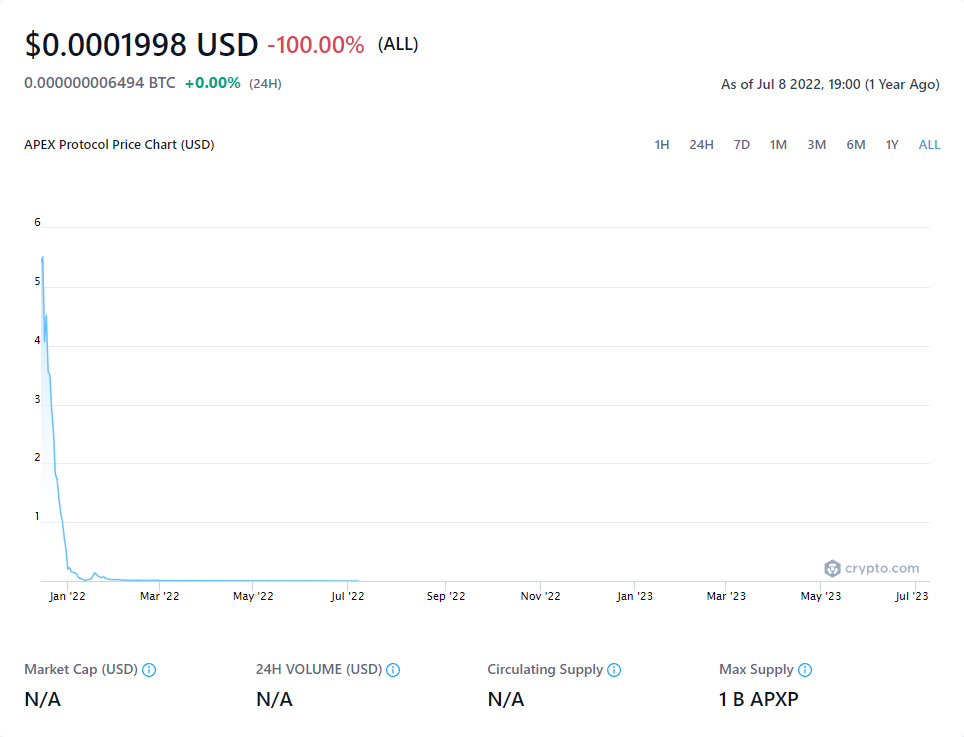 $0.0001998 USD -100.00% (ALL)
0.000000006494 BTC +0.00% (24H)
As of Jul 8 2022, 19:00 (1 Year Ago)
APEX Protocol Price Chart (USD)
1H 24H 7D 1M 3M 6M 1Y ALL
6
5
4
3
2
1
crypto.com
Jan '22 Mar '22 May '22 Jul '22 Sep '22 Nov '22 Jan '23 Mar '23 May '23 Jul '23
Market Cap (USD) 24H VOLUME (USD) Circulating Supply Max Supply
N/A N/A N/A 1 B APXP